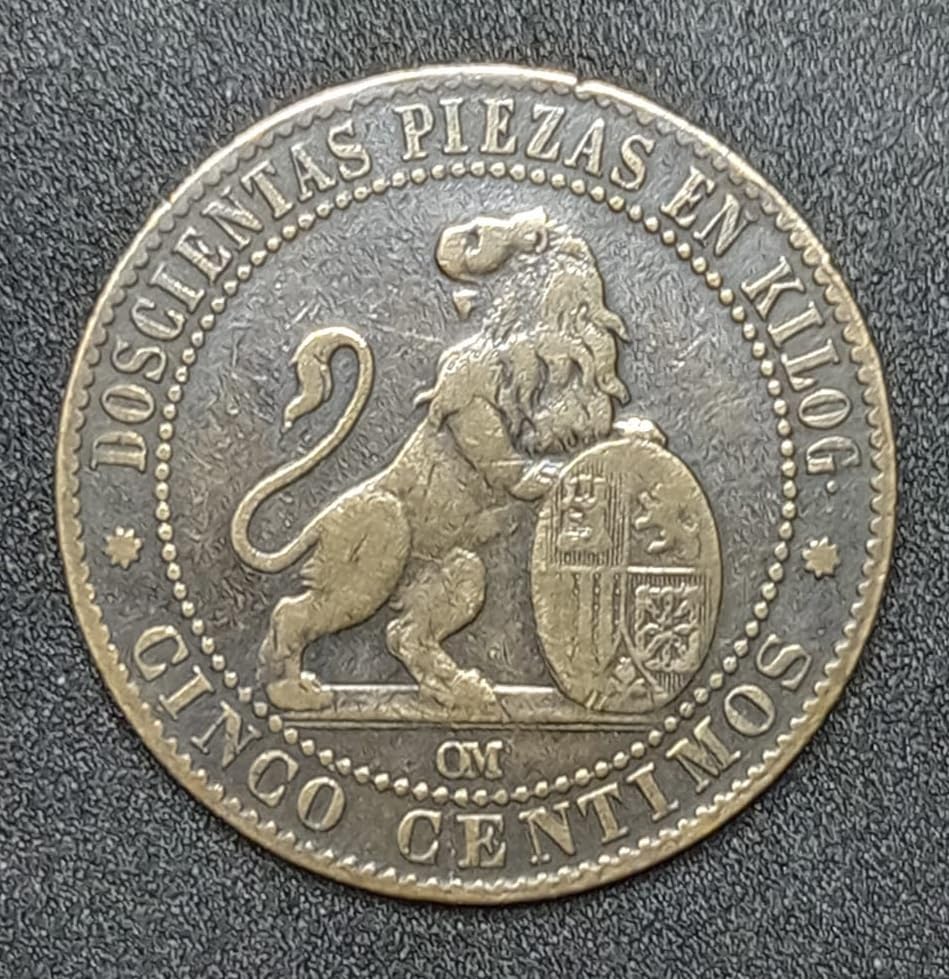 DOSCIENTAS PIEZAS EN KILOG.
OM
CINCO CENTIMOS